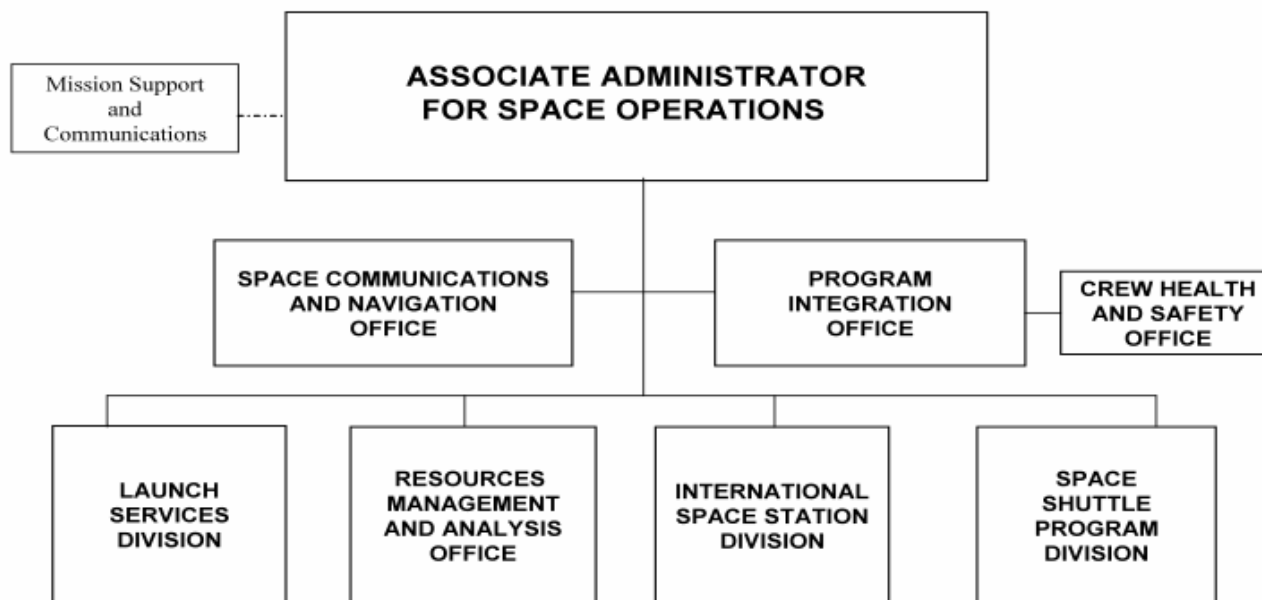 ASSOCIATE ADMINISTRATOR
FOR SPACE OPERATIONS
Mission Support
and
Communications
SPACE COMMUNICATIONS
AND NAVIGATION
OFFICE
PROGRAM
INTEGRATION
OFFICE
CREW HEALTH
AND SAFETY
OFFICE
LAUNCH
SERVICES
DIVISION
RESOURCES
MANAGEMENT
AND ANALYSIS
OFFICE
INTERNATIONAL
SPACE STATION
DIVISION
SPACE
SHUTTLE
PROGRAM
DIVISION